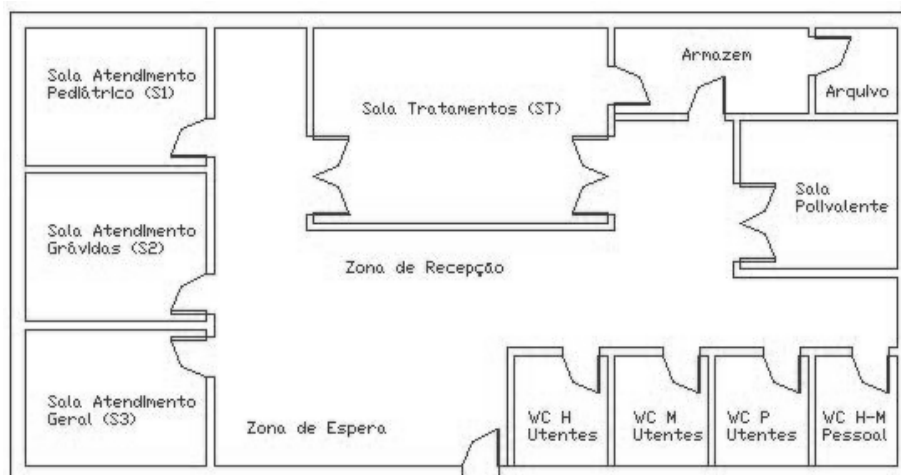 Sala Atendimento
Pediátrico (S1)
Sala Tratamentos (ST)
Armazem
Arquivo
Sala Atendimento
Grávidas (S2)
Sala
Polivalente
Zona de Recepção
Sala Atendimento
Geral (S3)
Zona de Espera
WC H
Utentes
WC M
Utentes
WC P
Utentes
WC H-M
Pessoal